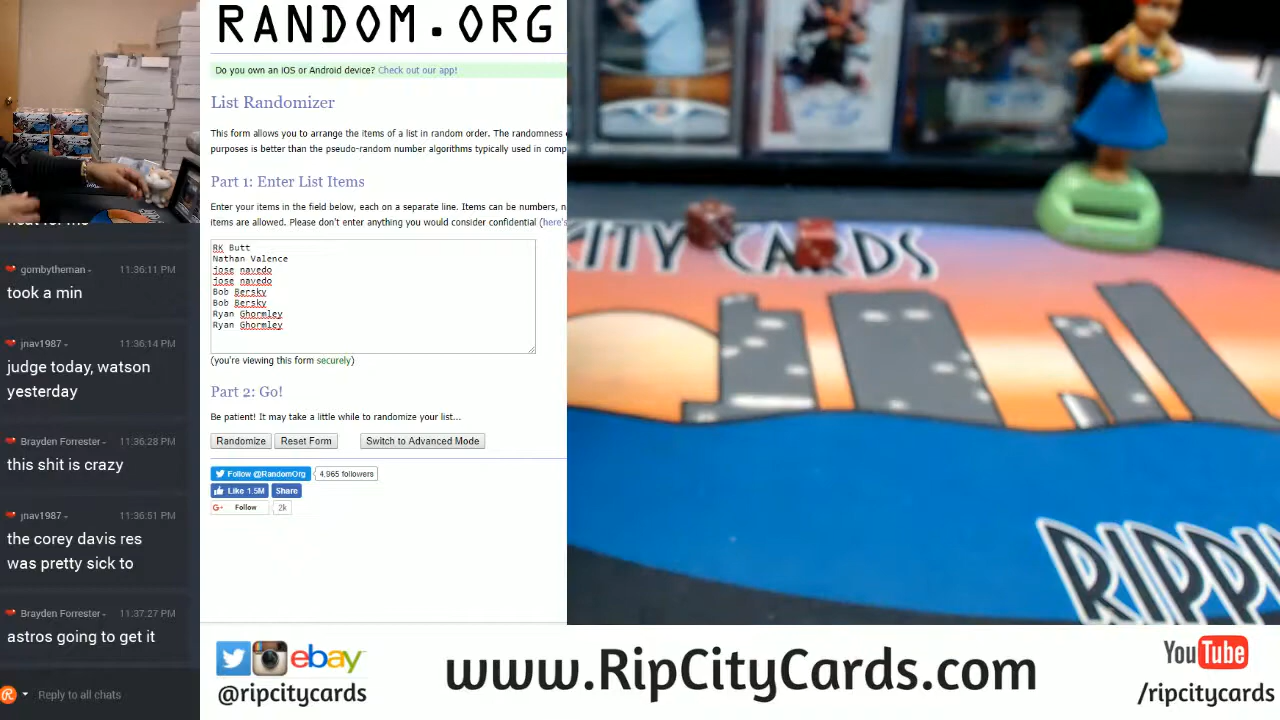 RANDOM.ORG
Do you own an iOS or Android device? Check out our app!
List Randomizer
This form allows you to arrange the items of a list in random order. The randomness
purposes is better than the pseudo-random number algorithms typically used in comp
Part 1: Enter List Items
Enter your items in the field below, each on a separate line. Items can be numbers, n
items are allowed. Please don't enter anything you would consider confidential (here's
RK Butt
Nathan Valence
jose navedo
jose navedo
Bob Bersky
Bob Bersky
Ryan Ghormley
Ryan Ghormley
(you're viewing this form securely)
Part 2: Go!
Be patient! It may take a little while to randomize your list...
Randomize Reset Form Switch to Advanced Mode
Follow @RandomOrg 4,965 followers
Like 1.5M Share
G+ Follow 2k
gombytheman - 11:36:11 PM
took a min
jnav1987 - 11:36:14 PM
judge today, watson
yesterday
Brayden Forrester - 11:36:28 PM
this shit is crazy
jnav1987 - 11:36:51 PM
the corey davis res
was pretty sick to
Brayden Forrester - 11:37:27 PM
astros going to get it
Reply to all chats
CITY CARDS
RIPPI
ebay
@ripcitycards
www.RipCityCards.com
YouTube
/ripcitycards